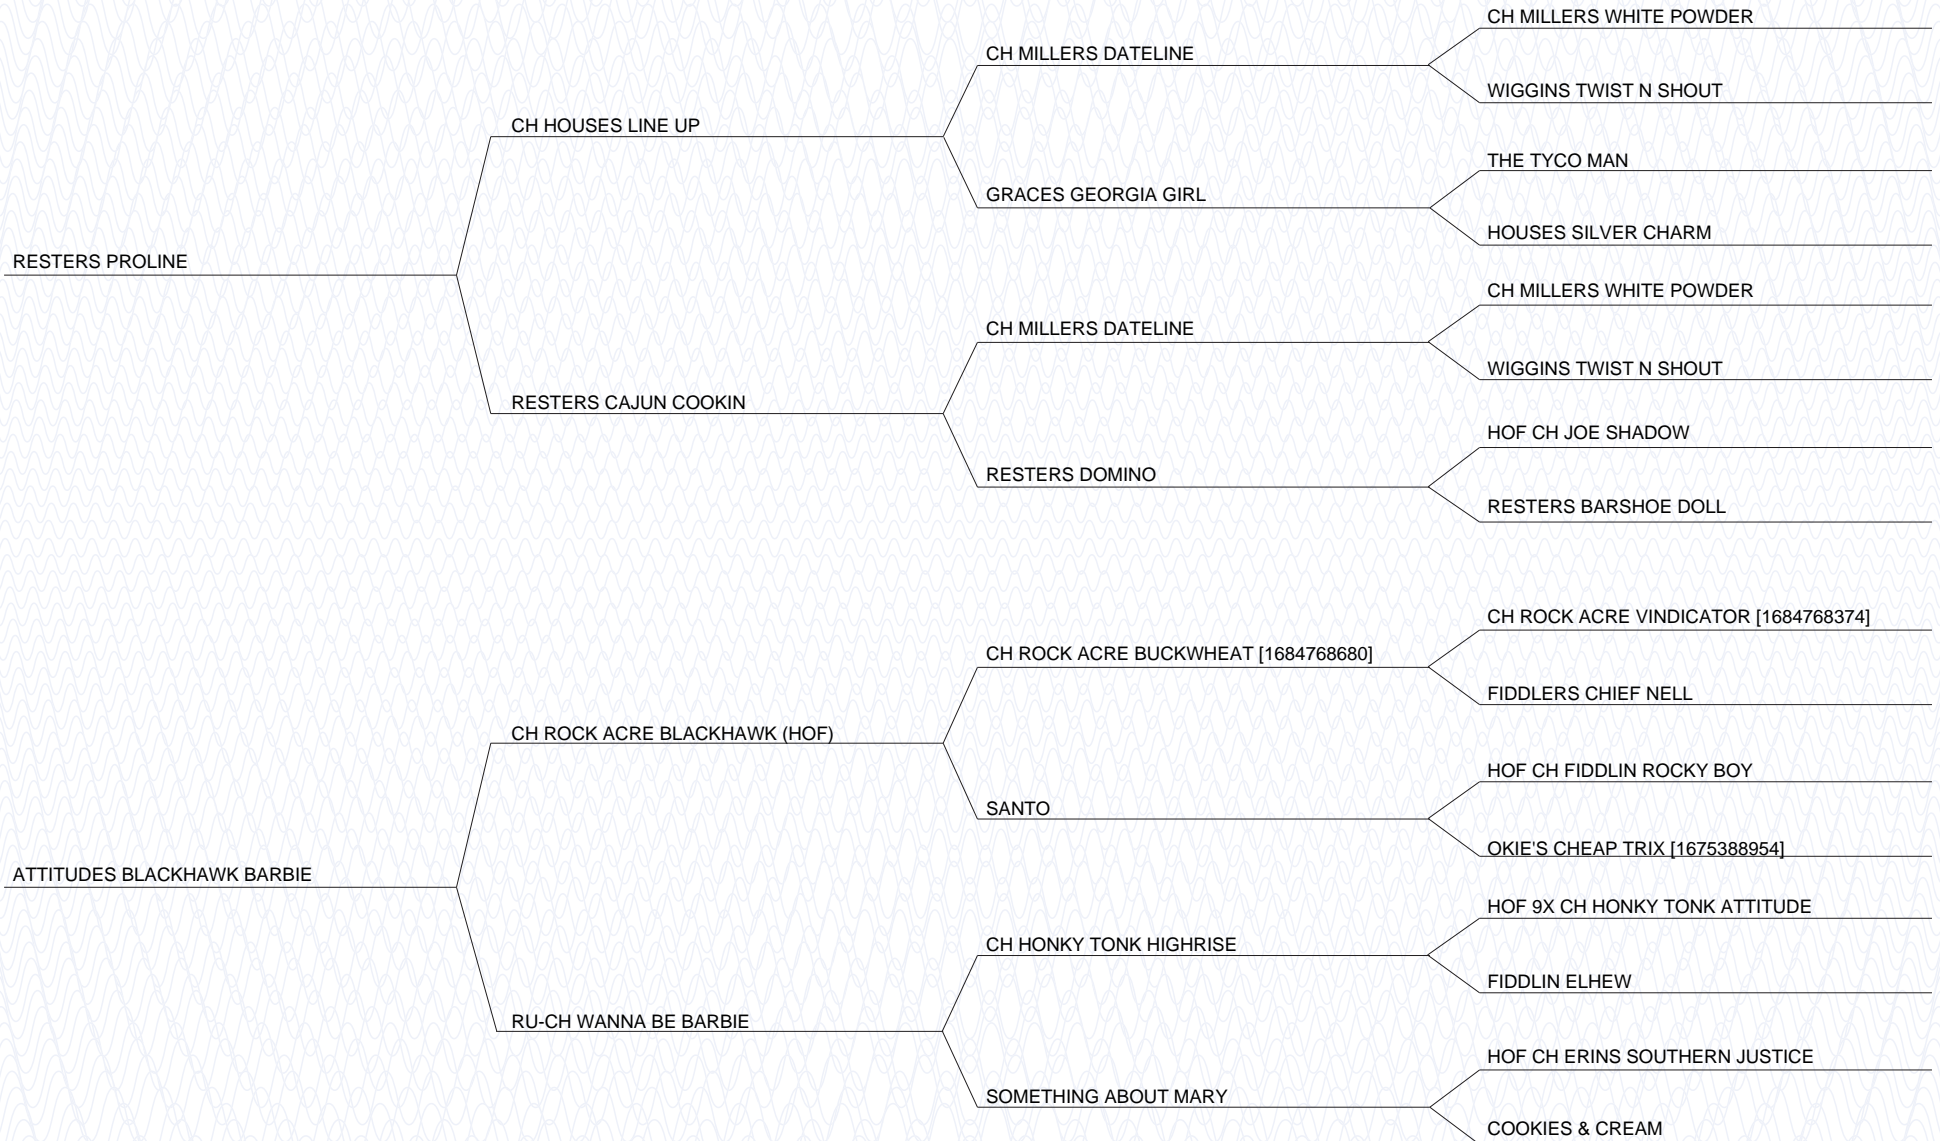 CH MILLERS WHITE POWDER
CH MILLERS DATELINE
WIGGINS TWIST N SHOUT
CH HOUSES LINE UP
THE TYCO MAN
GRACES GEORGIA GIRL
HOUSES SILVER CHARM
RESTERS PROLINE
CH MILLERS WHITE POWDER
CH MILLERS DATELINE
WIGGINS TWIST N SHOUT
RESTERS CAJUN COOKIN
HOF CH JOE SHADOW
RESTERS DOMINO
RESTERS BARSHOE DOLL
CH ROCK ACRE VINDICATOR [1684768374]
CH ROCK ACRE BUCKWHEAT [1684768680]
FIDDLERS CHIEF NELL
CH ROCK ACRE BLACKHAWK (HOF)
HOF CH FIDDLIN ROCKY BOY
SANTO
OKIE'S CHEAP TRIX [1675388954]
ATTITUDES BLACKHAWK BARBIE
HOF 9X CH HONKY TONK ATTITUDE
CH HONKY TONK HIGHRISE
FIDDLIN ELHEW
RU-CH WANNA BE BARBIE
HOF CH ERINS SOUTHERN JUSTICE
SOMETHING ABOUT MARY
COOKIES & CREAM